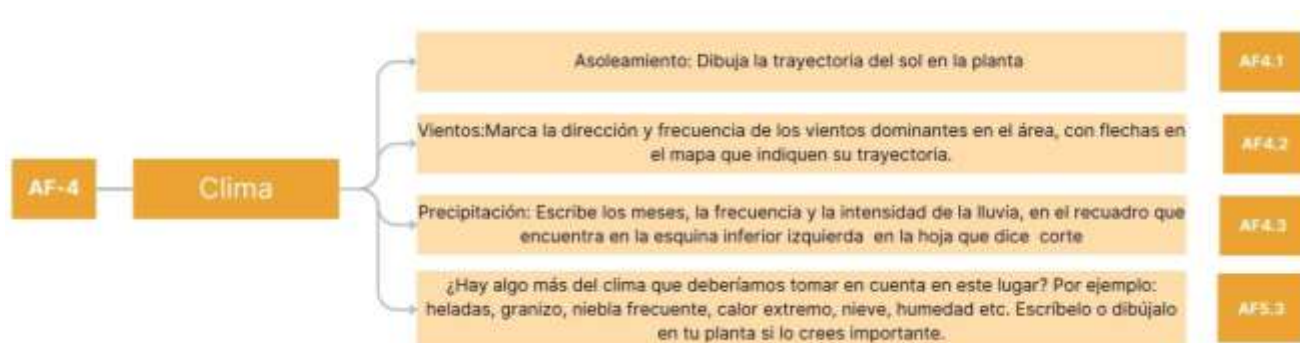 Asoleamiento: Dibuja la trayectoria del sol en la planta
AF4.1
Vientos:Marca la dirección y frecuencia de los vientos dominantes en el área, con flechas en
el mapa que indiquen su trayectoria.
AF4.2
AF-4
Clima
Precipitación: Escribe los meses, la frecuencia y la intensidad de la lluvia, en el recuadro que
encuentra en la esquina inferior izquierda en la hoja que dice corte
AF4.3
¿Hay algo más del clima que deberíamos tomar en cuenta en este lugar? Por ejemplo:
heladas, granizo, niebla frecuente, calor extremo, nieve, humedad etc. Escríbelo o dibújalo
en tu planta si lo crees importante.
AF5.3